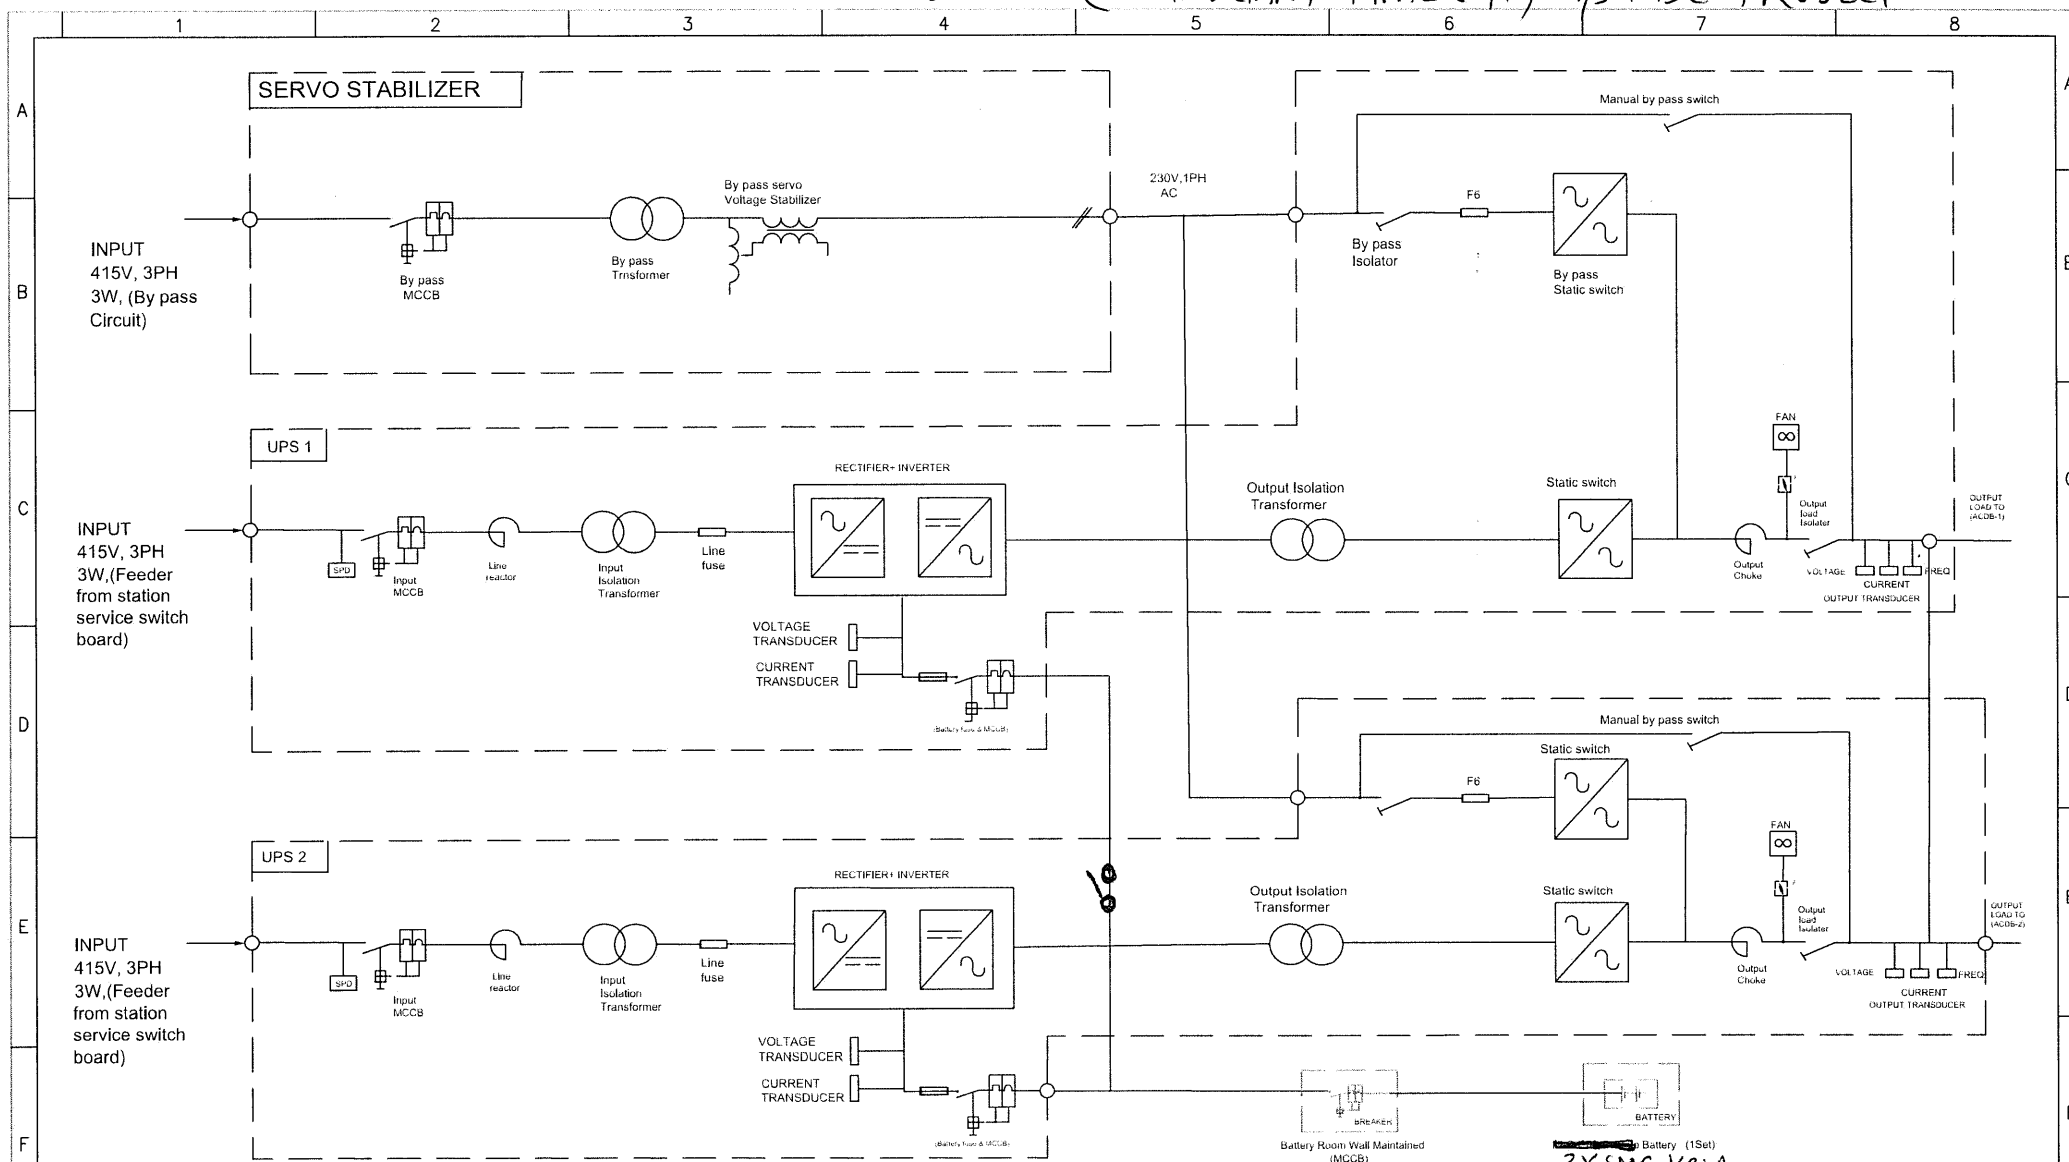 1 2 3 4 5 6 7 8
A
SERVO STABILIZER
Manual by pass switch
By pass servo
Voltage Stabilizer
230V,1PH
AC
F6
INPUT
415V, 3PH
3W, (By pass
Circuit)
By pass
MCCB
By pass
Trnsformer
By pass
Isolator
By pass
Static switch
B
UPS 1
FAN
RECTIFIER+ INVERTER
Output Isolation
Transformer
Static switch
Output
load
Isolater
OUTPUT
LOAD TO
(ACDB-1)
C
INPUT
415V, 3PH
3W,(Feeder
from station
service switch
board)
SPD
Input
MCCB
Line
reactor
Input
Isolation
Transformer
Line
fuse
Output
Choke
VOLTAGE
CURRENT
FREQ
OUTPUT TRANSDUCER
VOLTAGE
TRANSDUCER
CURRENT
TRANSDUCER
(Battery fuse & MCCB)
D
Manual by pass switch
Static switch
F6
UPS 2
FAN
RECTIFIER+ INVERTER
Output Isolation
Transformer
Static switch
Output
load
Isolater
OUTPUT
LOAD TO
(ACDB-2)
E
INPUT
415V, 3PH
3W,(Feeder
from station
service switch
board)
SPD
Input
MCCB
Line
reactor
Input
Isolation
Transformer
Line
fuse
Output
Choke
VOLTAGE
CURRENT
FREQ
OUTPUT TRANSDUCER
VOLTAGE
TRANSDUCER
CURRENT
TRANSDUCER
(Battery fuse & MCCB)
BREAKER
BATTERY
F
Battery Room Wall Maintained
(MCCB)
Battery (1Set)